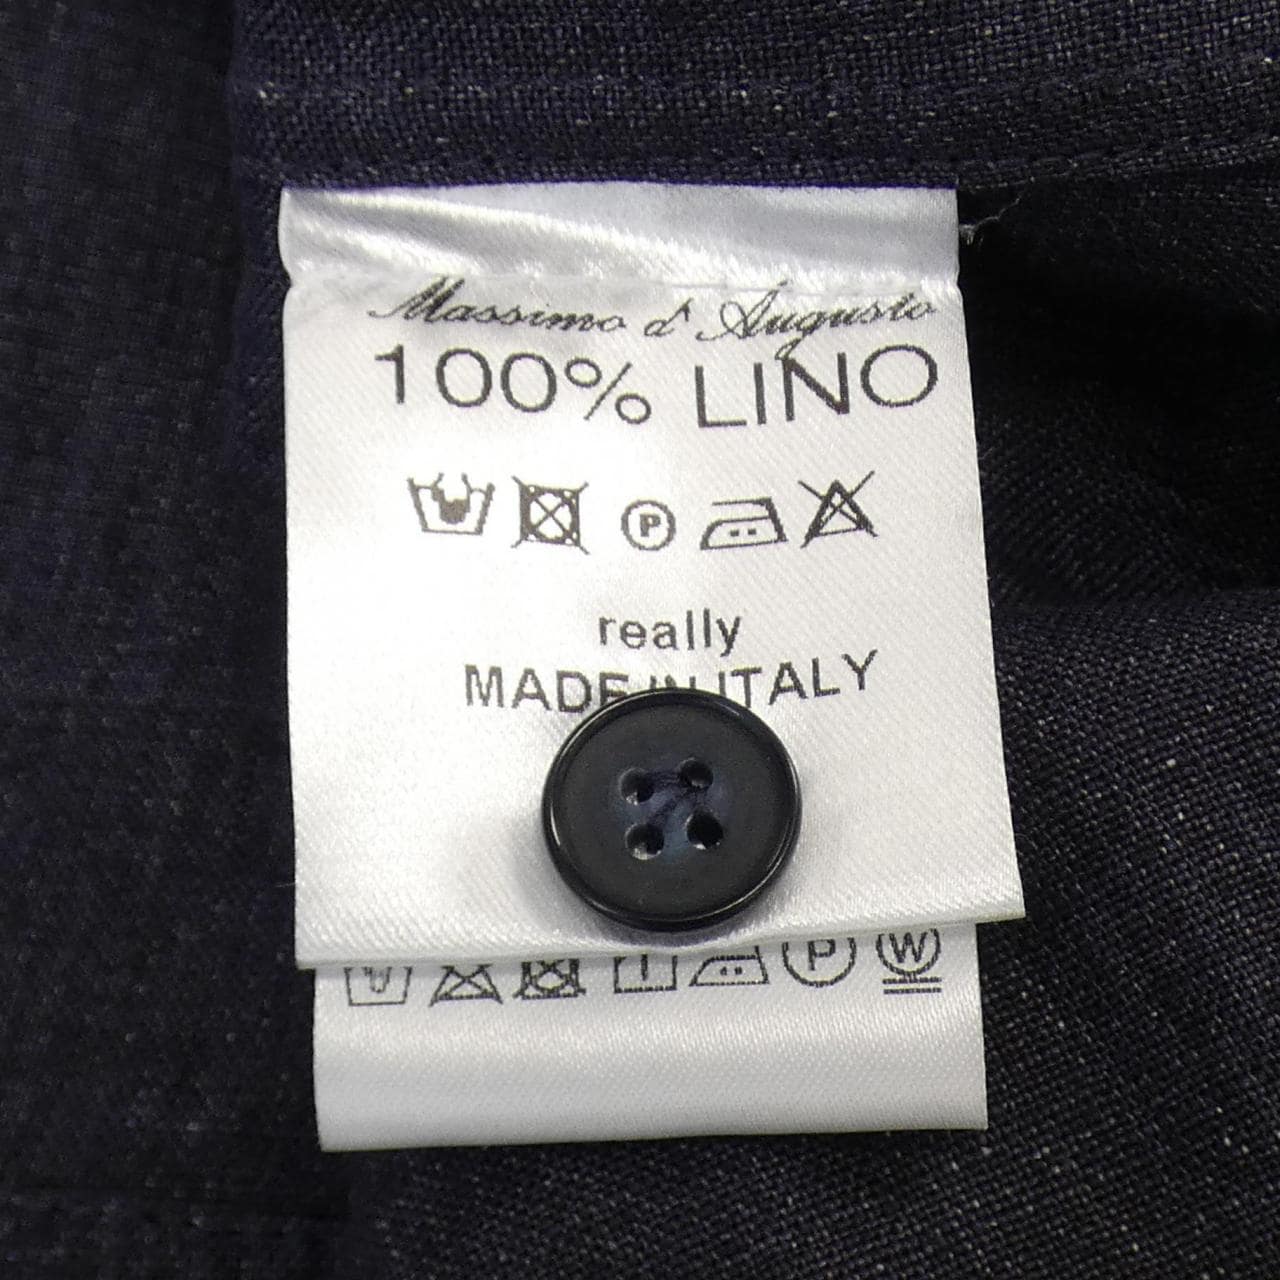 Massimo d'Augusto
100% LINO
P
really
MADE IN ITALY
P W